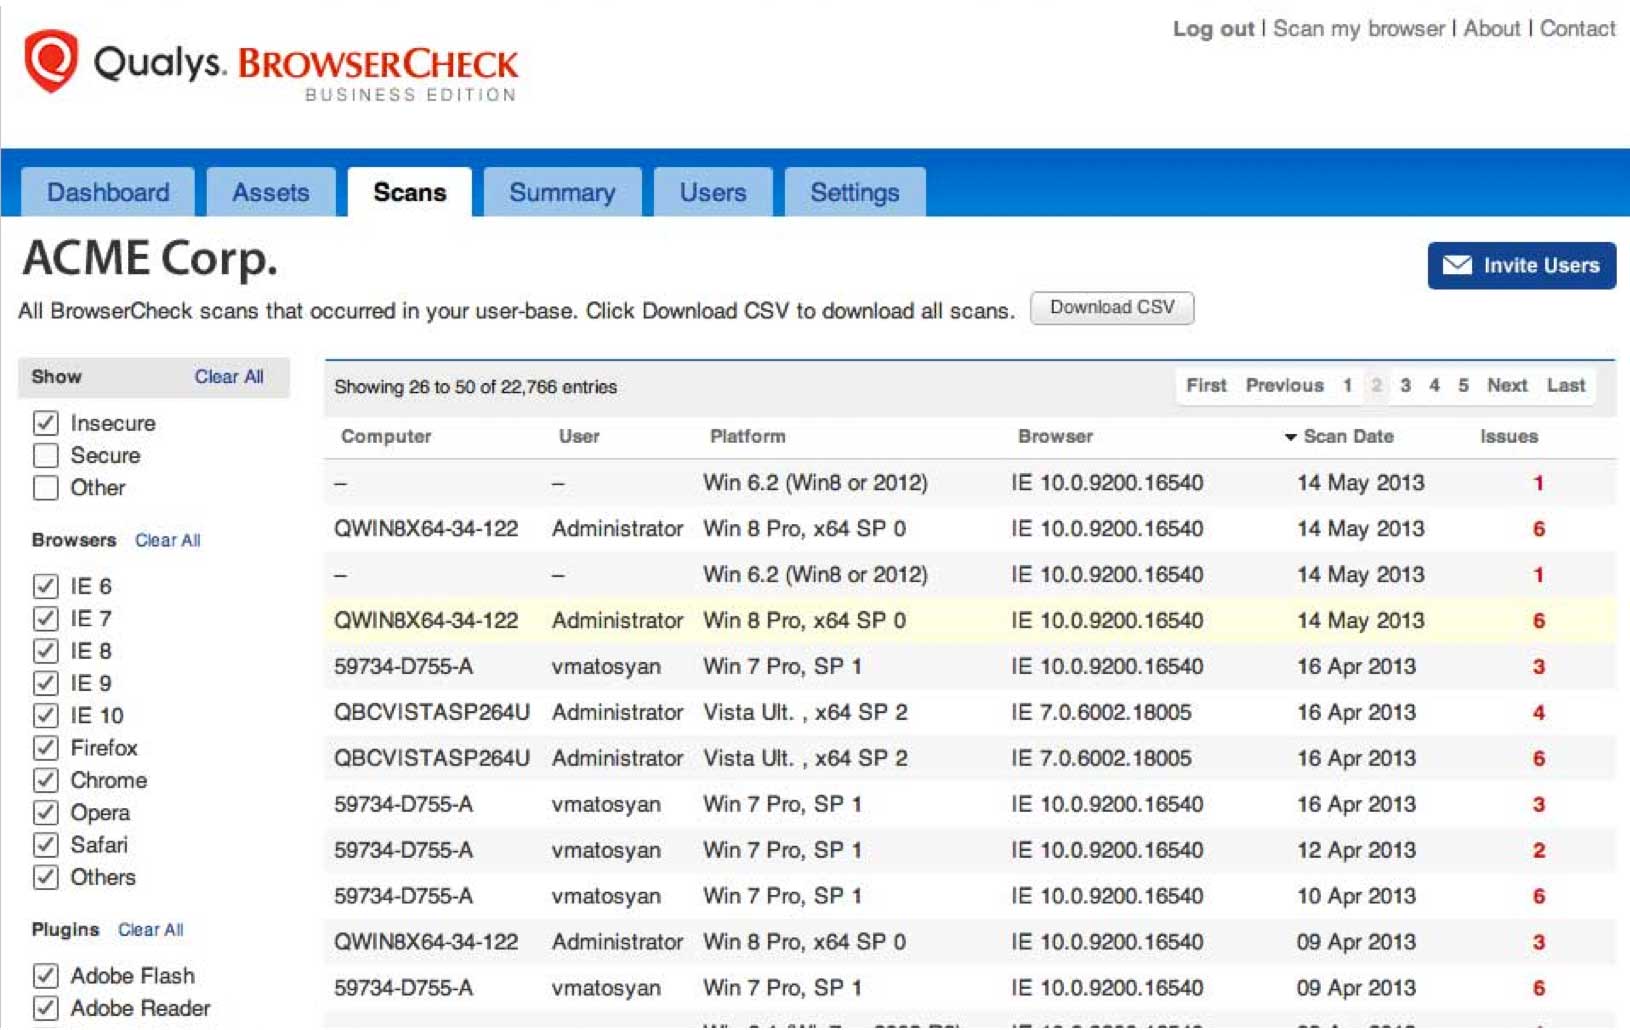 Log out | Scan my browser | About | Contact
Qualys. BROWSERCHECK
BUSINESS EDITION
Dashboard Assets Scans Summary Users Settings
ACME Corp.
Invite Users
All BrowserCheck scans that occurred in your user-base. Click Download CSV to download all scans. Download CSV
Show Clear All
Insecure
Secure
Other
Browsers Clear All
IE 6
IE 7
IE 8
IE 9
IE 10
Firefox
Chrome
Opera
Safari
Others
Plugins Clear All
Adobe Flash
Adobe Reader
Showing 26 to 50 of 22,766 entries First Previous 1 2 3 4 5 Next Last
Computer User Platform Browser Scan Date Issues
– – Win 6.2 (Win8 or 2012) IE 10.0.9200.16540 14 May 2013 1
QWIN8X64-34-122 Administrator Win 8 Pro, x64 SP 0 IE 10.0.9200.16540 14 May 2013 6
– – Win 6.2 (Win8 or 2012) IE 10.0.9200.16540 14 May 2013 1
QWIN8X64-34-122 Administrator Win 8 Pro, x64 SP 0 IE 10.0.9200.16540 14 May 2013 6
59734-D755-A vmatosyan Win 7 Pro, SP 1 IE 10.0.9200.16540 16 Apr 2013 3
QBCVISTASP264U Administrator Vista Ult. , x64 SP 2 IE 7.0.6002.18005 16 Apr 2013 4
QBCVISTASP264U Administrator Vista Ult. , x64 SP 2 IE 7.0.6002.18005 16 Apr 2013 6
59734-D755-A vmatosyan Win 7 Pro, SP 1 IE 10.0.9200.16540 16 Apr 2013 3
59734-D755-A vmatosyan Win 7 Pro, SP 1 IE 10.0.9200.16540 12 Apr 2013 2
59734-D755-A vmatosyan Win 7 Pro, SP 1 IE 10.0.9200.16540 10 Apr 2013 6
QWIN8X64-34-122 Administrator Win 8 Pro, x64 SP 0 IE 10.0.9200.16540 09 Apr 2013 3
59734-D755-A vmatosyan Win 7 Pro, SP 1 IE 10.0.9200.16540 09 Apr 2013 6